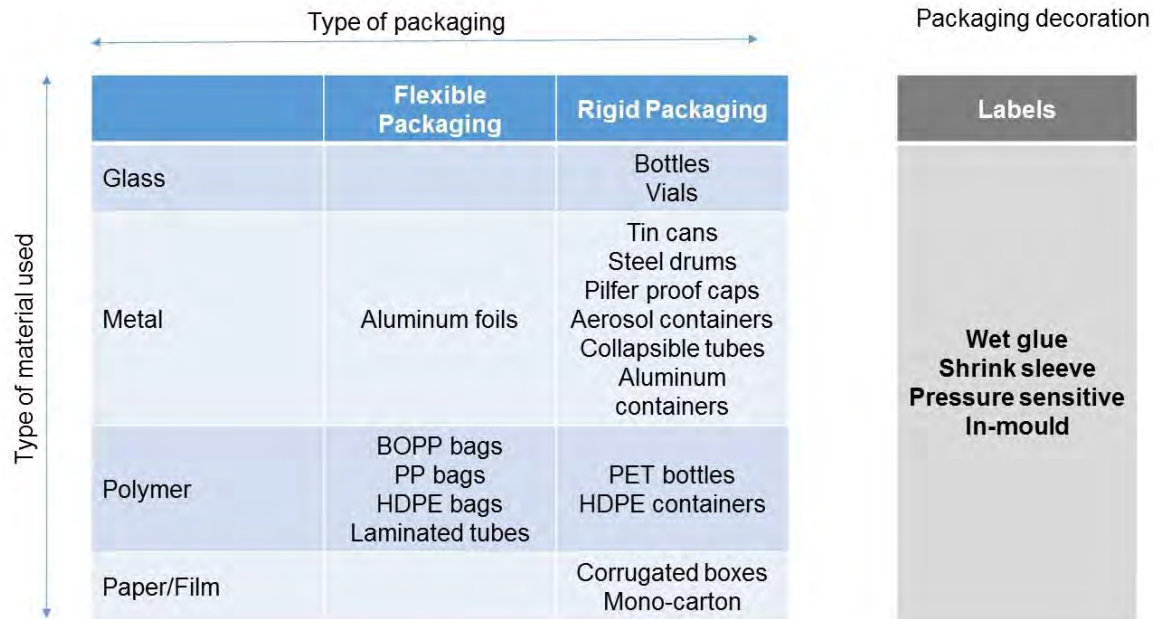 Type of packaging
Packaging decoration
Type of material used
Flexible
Packaging
Rigid Packaging
Labels
Glass
Bottles
Vials
Metal
Aluminum foils
Tin cans
Steel drums
Pilfer proof caps
Aerosol containers
Collapsible tubes
Aluminum
containers
Polymer
BOPP bags
PP bags
HDPE bags
Laminated tubes
PET bottles
HDPE containers
Paper/Film
Corrugated boxes
Mono-carton
Wet glue
Shrink sleeve
Pressure sensitive
In-mould